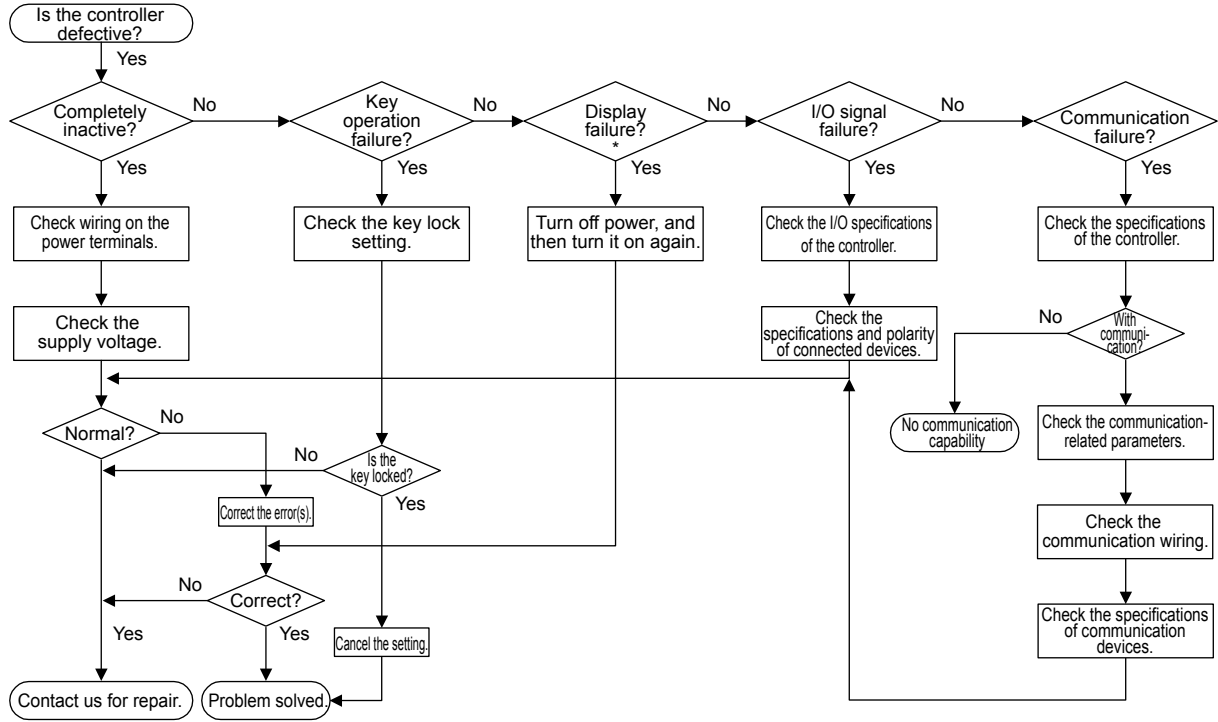 Is the controller
defective?
Yes
Completely
inactive?
No
Key
operation
failure?
No
Display
failure?
*
No
I/O signal
failure?
No
Communication
failure?
Yes
Yes
Yes
Yes
Yes
Check wiring on the
power terminals.
Check the key lock
setting.
Turn off power, and
then turn it on again.
Check the I/O specifications
of the controller.
Check the specifications
of the controller.
Check the
supply voltage.
Check the
specifications and polarity
of connected devices.
No
With
communi-
cation?
Normal?
No
No
Is the
key locked?
Yes
No communication
capability
Check the communication-
related parameters.
Correct the error(s).
Check the
communication wiring.
No
Correct?
Yes
Yes
Cancel the setting.
Check the specifications
of communication
devices.
Contact us for repair.
Problem solved.